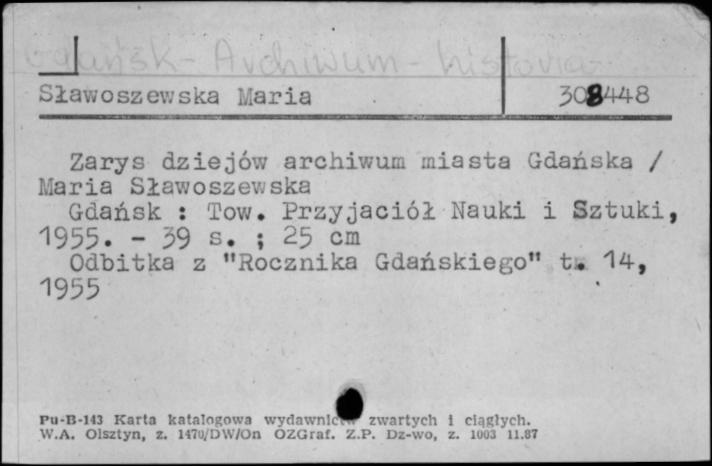 Gdańsk - Archiwum - historia
Sławoszewska Maria 308448
Zarys dziejów archiwum miasta Gdańska /
Maria Sławoszewska
Gdańsk : Tow. Przyjaciół Nauki i Sztuki,
1955. - 39 s. ; 25 cm
Odbitka z "Rocznika Gdańskiego" t. 14,
1955
Pu-B-143 Karta katalogowa wydawnictw zwartych i ciągłych.
W.A. Olsztyn, z. 1470/DW/On OZGraf. Z.P. Dz-wo, z. 1003 11.87